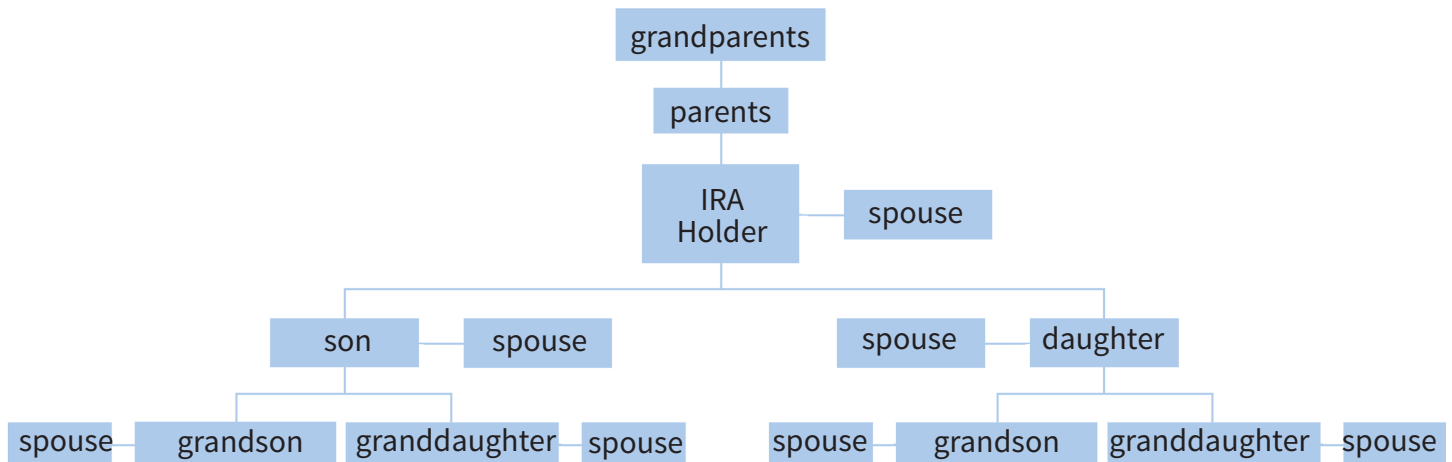 grandparents
parents
IRA
Holder
spouse
son
spouse
spouse
daughter
spouse
grandson
granddaughter
spouse
spouse
grandson
granddaughter
spouse